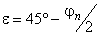 ε = 45° − φₙ/2